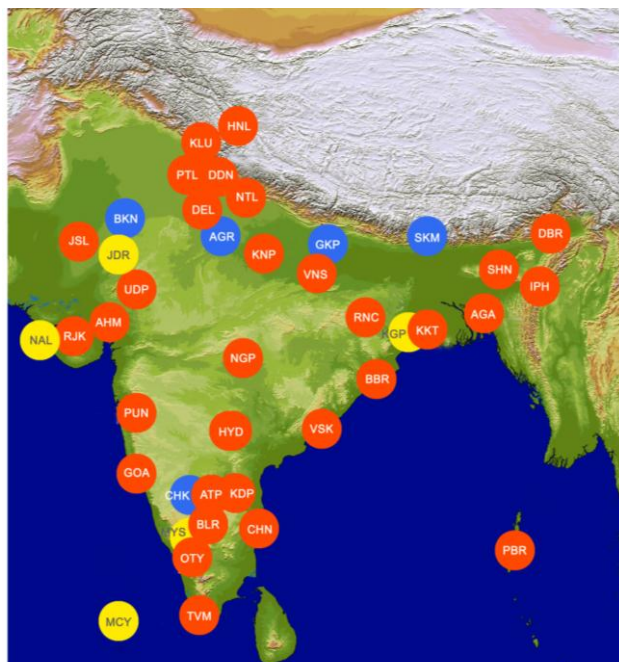 HNL
KLU
PTL
DDN
NTL
DEL
BKN
AGR
SKM
DBR
JSL
JDR
KNP
GKP
SHN
VNS
IPH
UDP
AHM
RNC
AGA
NAL
RJK
KGP
KKT
NGP
BBR
PUN
HYD
VSK
GOA
CHK
ATP
KDP
BLR
YS
CHN
OTY
PBR
TVM
MCY